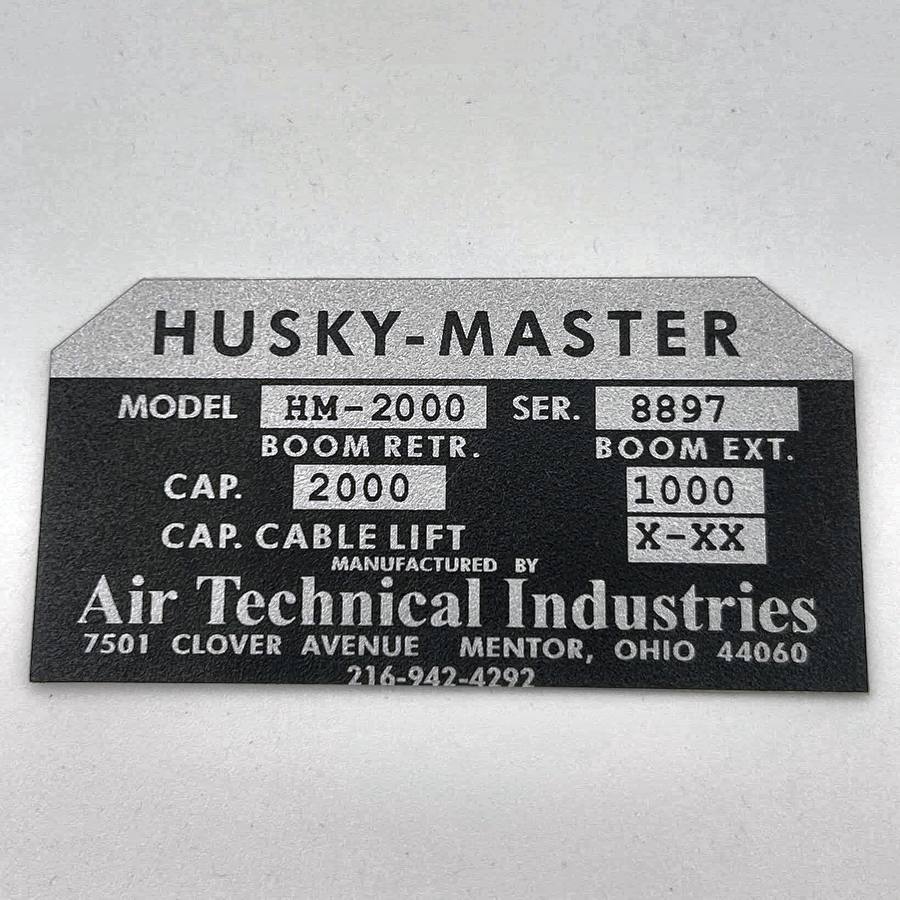 HUSKY-MASTER
MODEL HM-2000 SER. 8897
BOOM RETR. BOOM EXT.
CAP. 2000 1000
CAP. CABLE LIFT X-XX
MANUFACTURED BY
Air Technical Industries
7501 CLOVER AVENUE MENTOR, OHIO 44060
216-942-4292